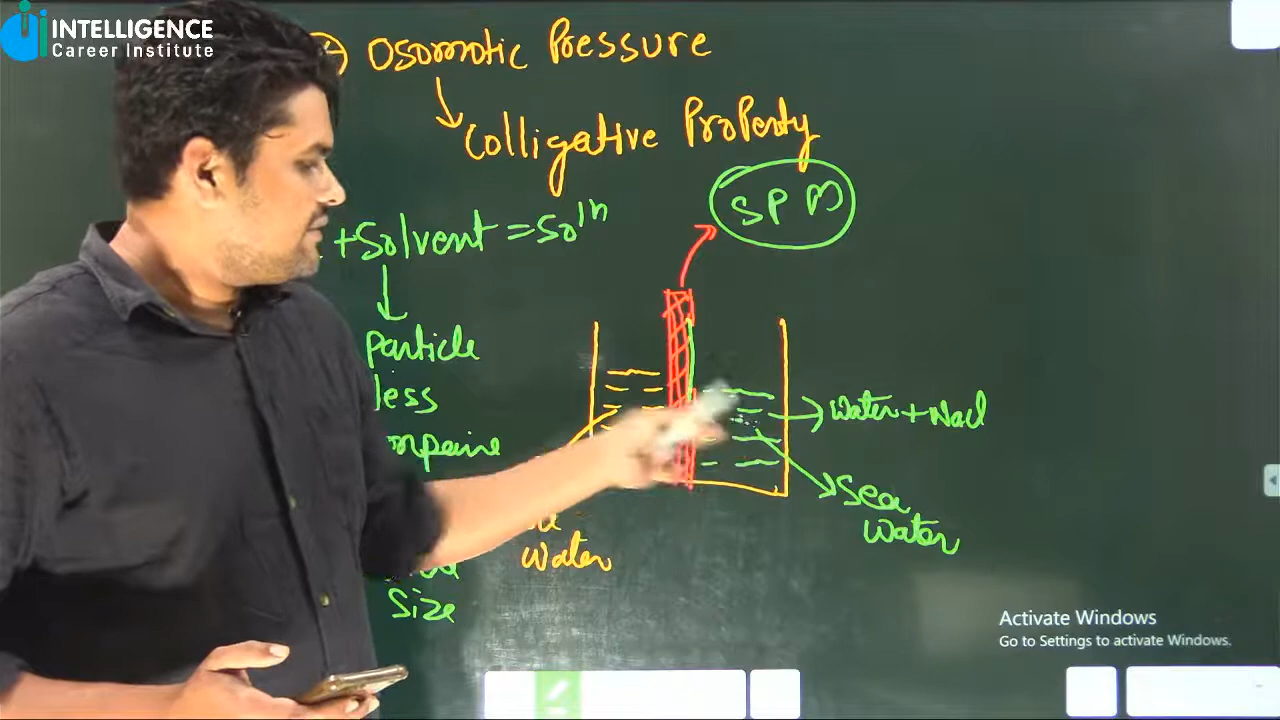 INTELLIGENCE
Career Institute
Osomotic Pressure
Colligative Property
SPM
+Solvent = Solⁿ
Particle
less
Size
Water
Water + Nacl
Sea
Water
Activate Windows
Go to Settings to activate Windows.